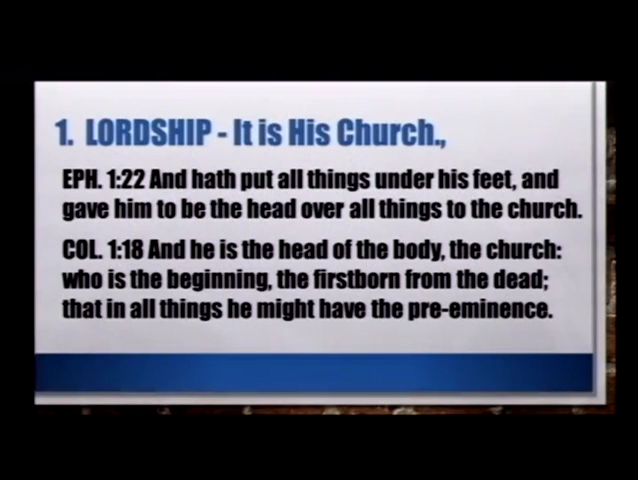 1. LORDSHIP - It is His Church.,
EPH. 1:22 And hath put all things under his feet, and
gave him to be the head over all things to the church.
COL. 1:18 And he is the head of the body, the church:
who is the beginning, the firstborn from the dead;
that in all things he might have the pre-eminence.